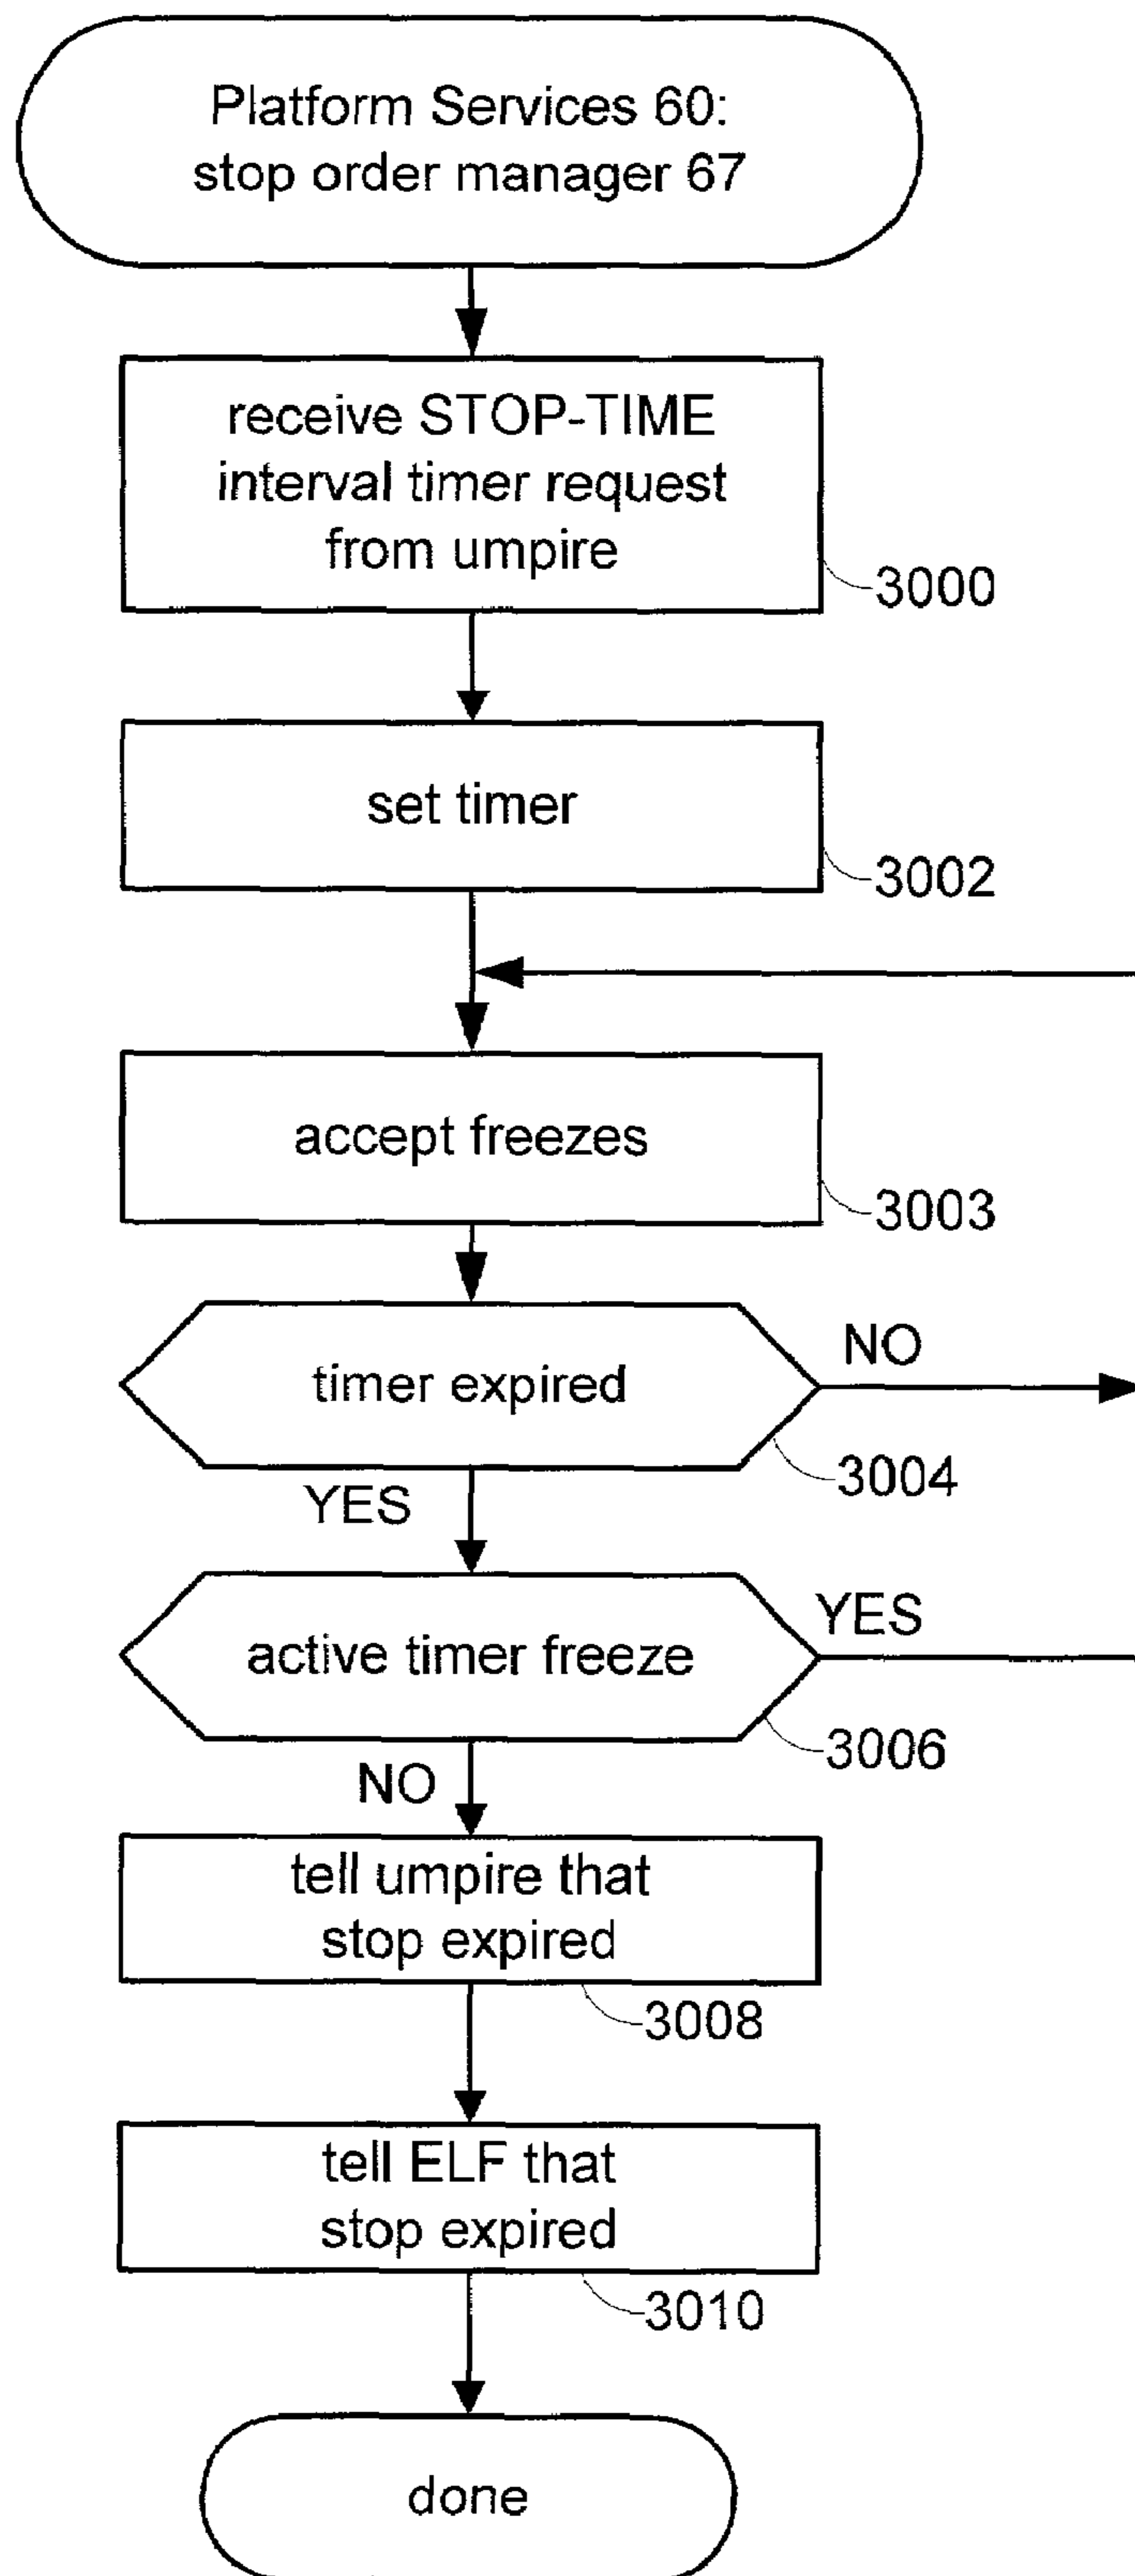 Platform Services 60:
stop order manager 67
receive STOP-TIME
interval timer request
from umpire
3000
set timer
3002
accept freezes
3003
timer expired
NO
3004
YES
active timer freeze
YES
3006
NO
tell umpire that
stop expired
3008
tell ELF that
stop expired
3010
done